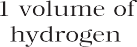 1 volume of
hydrogen